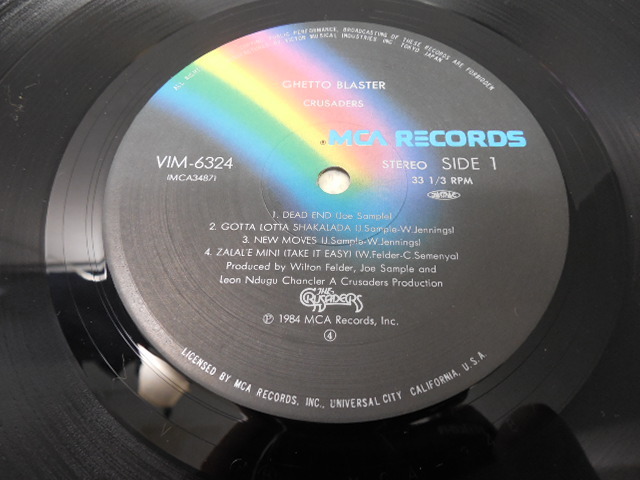 ALL RIGHTS
PUBLIC PERFORMANCE, BROADCASTING OF THESE RECORDS ARE FORBIDDEN
BY VICTOR MUSICAL INDUSTRIES INC. TOKYO JAPAN
GHETTO BLASTER
CRUSADERS
MCA RECORDS
VIM-6324
(MCA34871
STEREO SIDE 1
33 1/3 RPM
1. DEAD END (Joe Sample)
2. GOTTA LOTTA SHAKALADA (J.Sample-W.Jennings)
3. NEW MOVES (J.Sample-W.Jennings)
4. ZALAL'E MINI (TAKE IT EASY) (W.Felder-C.Semenya)
Produced by Wilton Felder, Joe Sample and
Leon Ndugu Chancler A Crusaders Production
THE
CRUSADERS
℗ 1984 MCA Records, Inc.
④
LICENSED BY MCA RECORDS, INC., UNIVERSAL CITY CALIFORNIA, U.S.A.